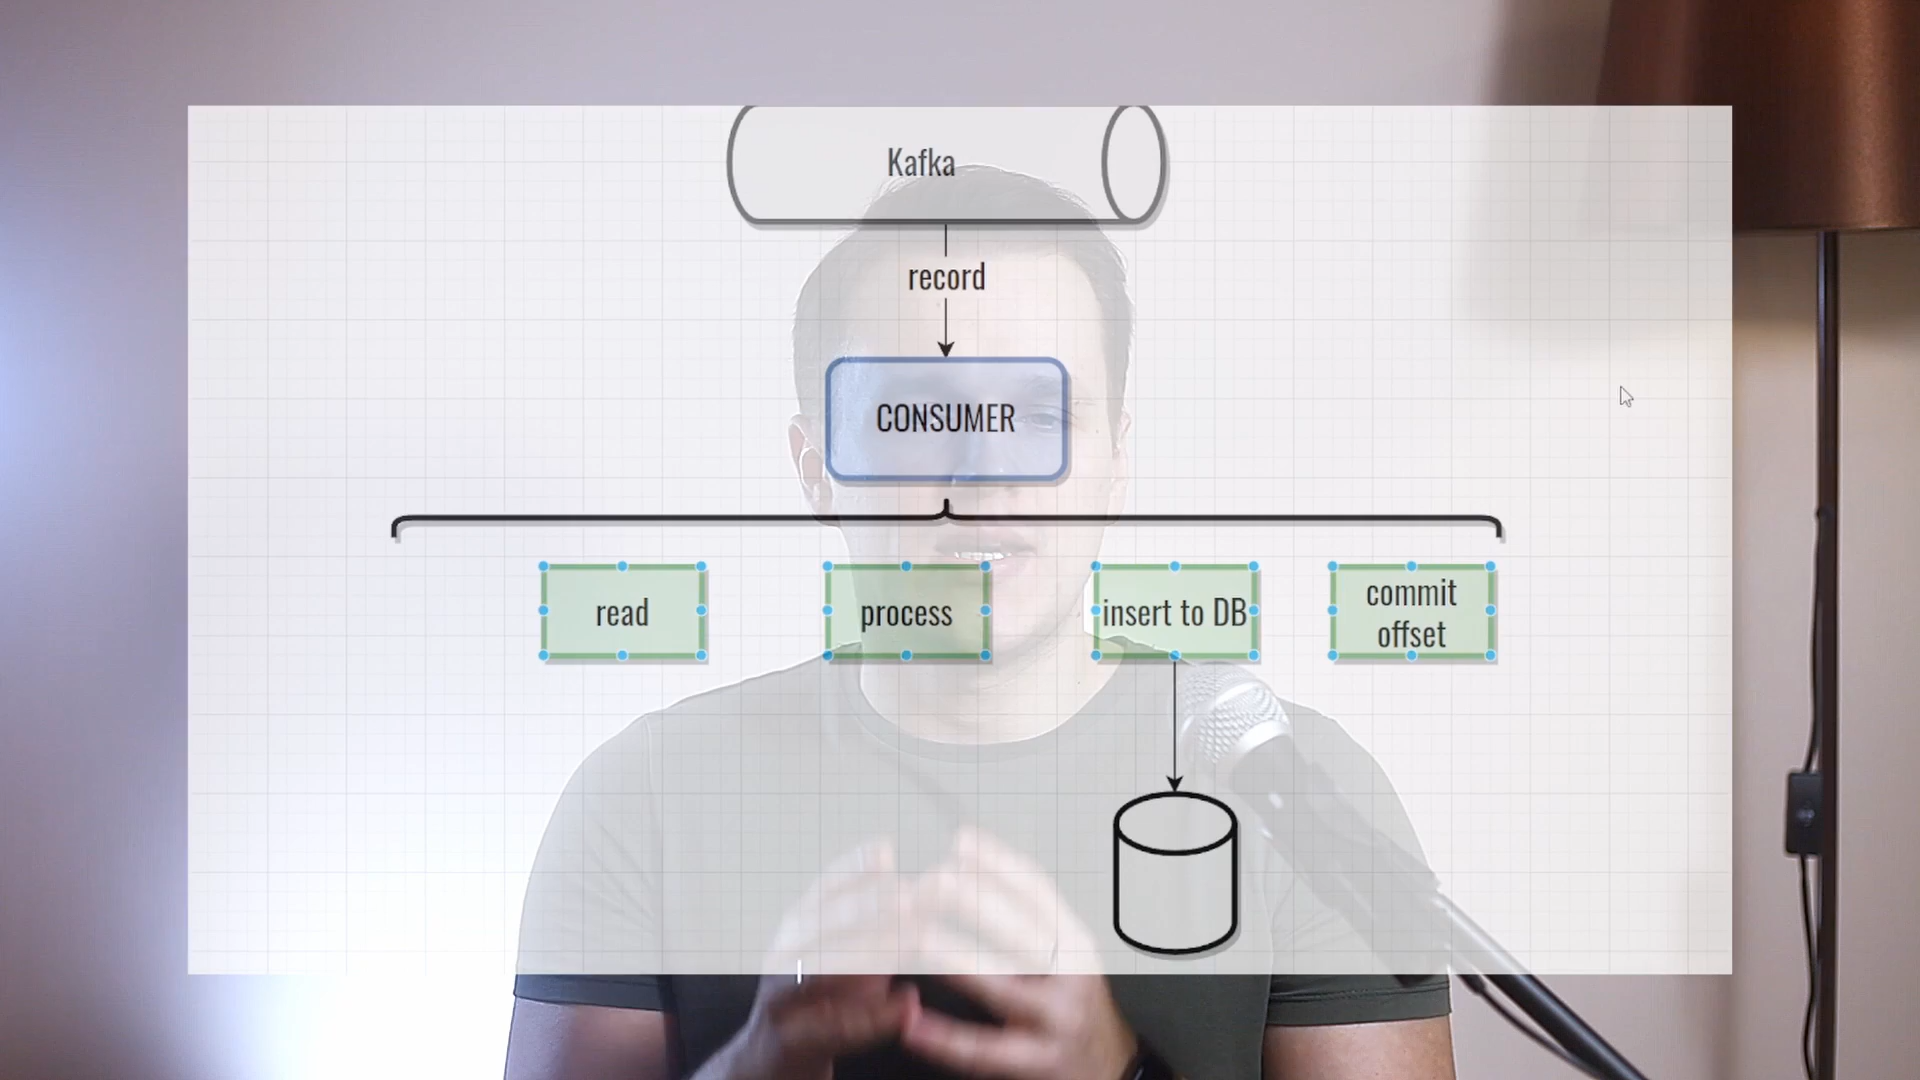 Kafka
record
CONSUMER
read
process
insert to DB
commit
offset